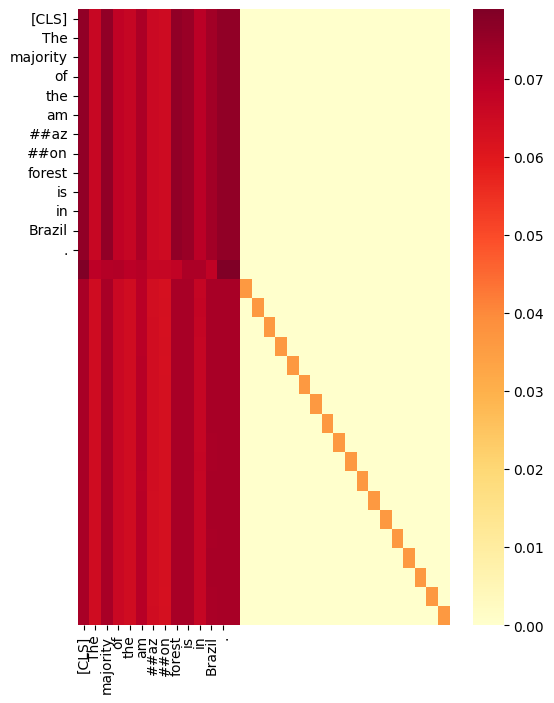 [CLS]
The
majority
of
the
am
##az
##on
forest
is
in
Brazil
.
[CLS]
The
majority
of
the
am
##az
##on
forest
is
in
Brazil
.
0.07
0.06
0.05
0.04
0.03
0.02
0.01
0.00